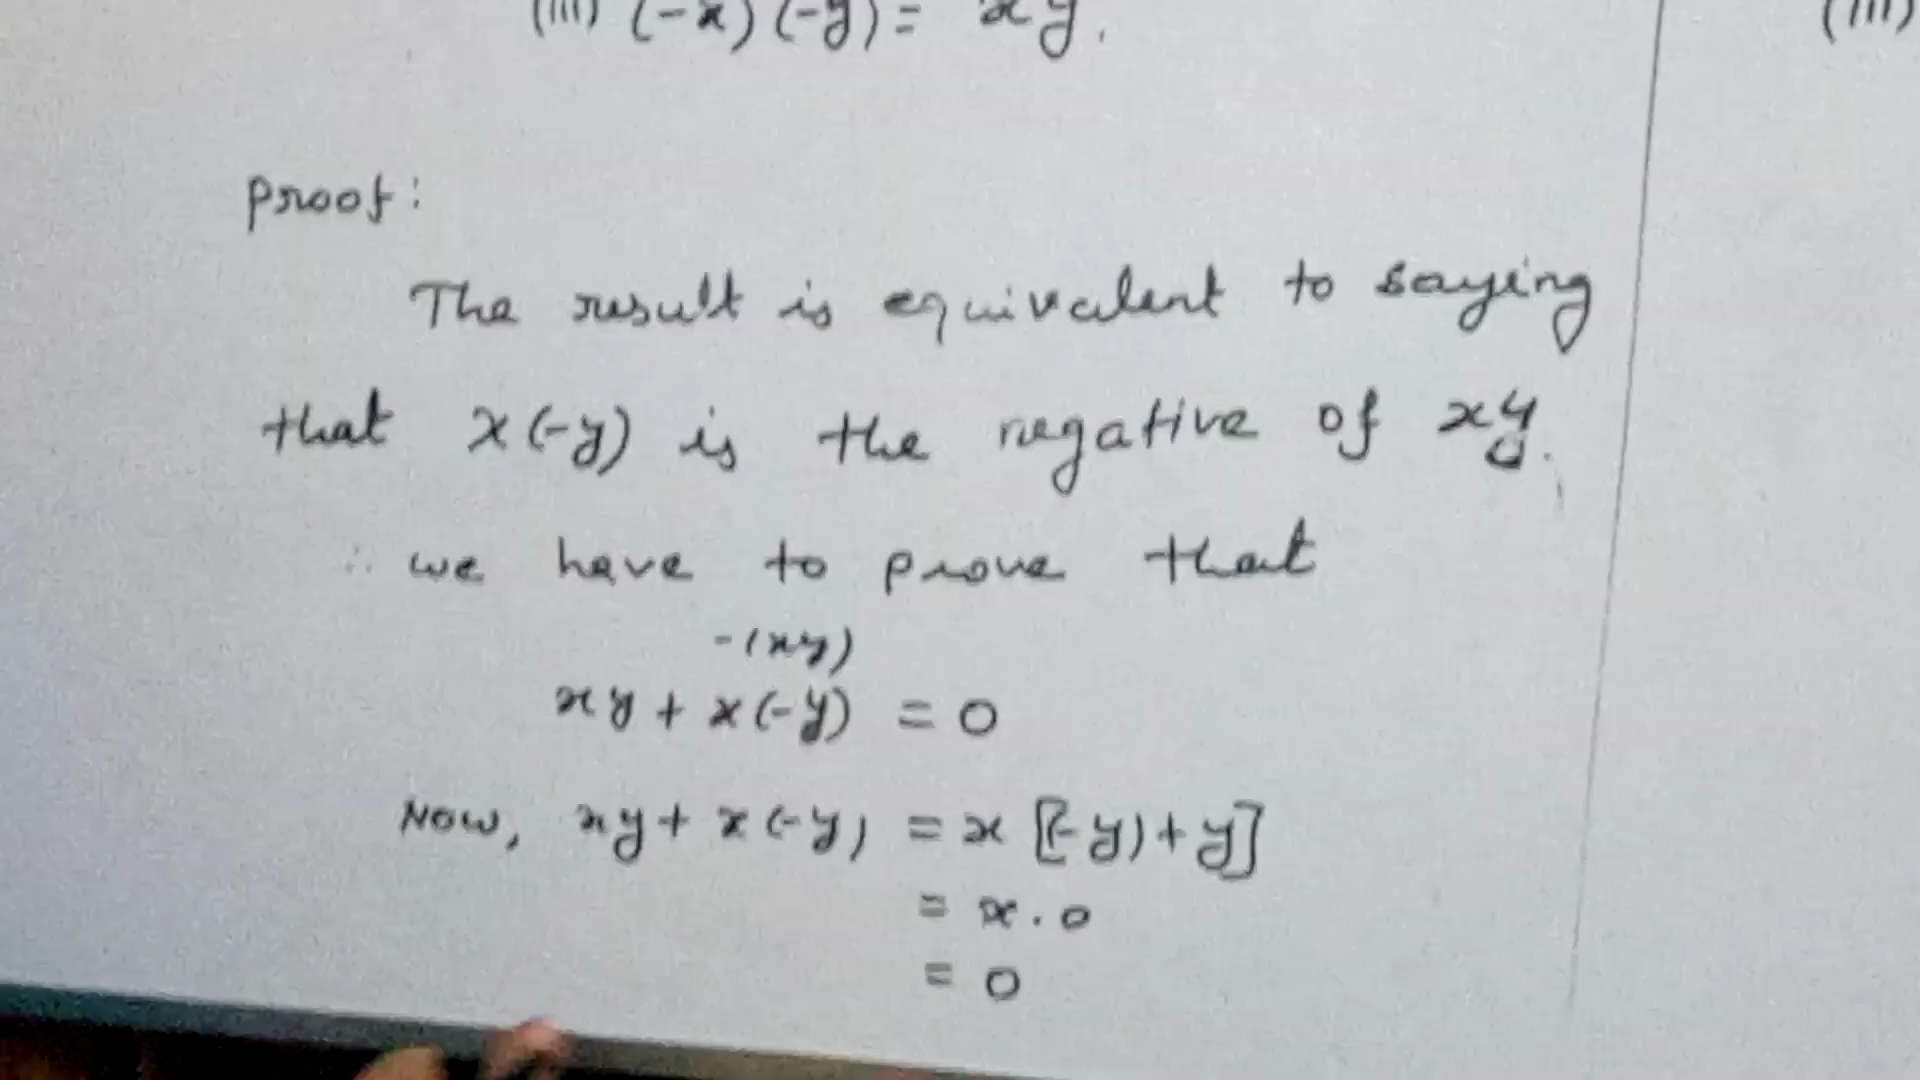 (iii) (-x) (-y) = xy.
(iii)
Proof:
The result is equivalent to saying
that x(-y) is the negative of xy.
∴ we have to prove that
-(xy)
xy + x(-y) = 0
Now, xy + x(-y) = x [(-y) + y]
= x . 0
= 0